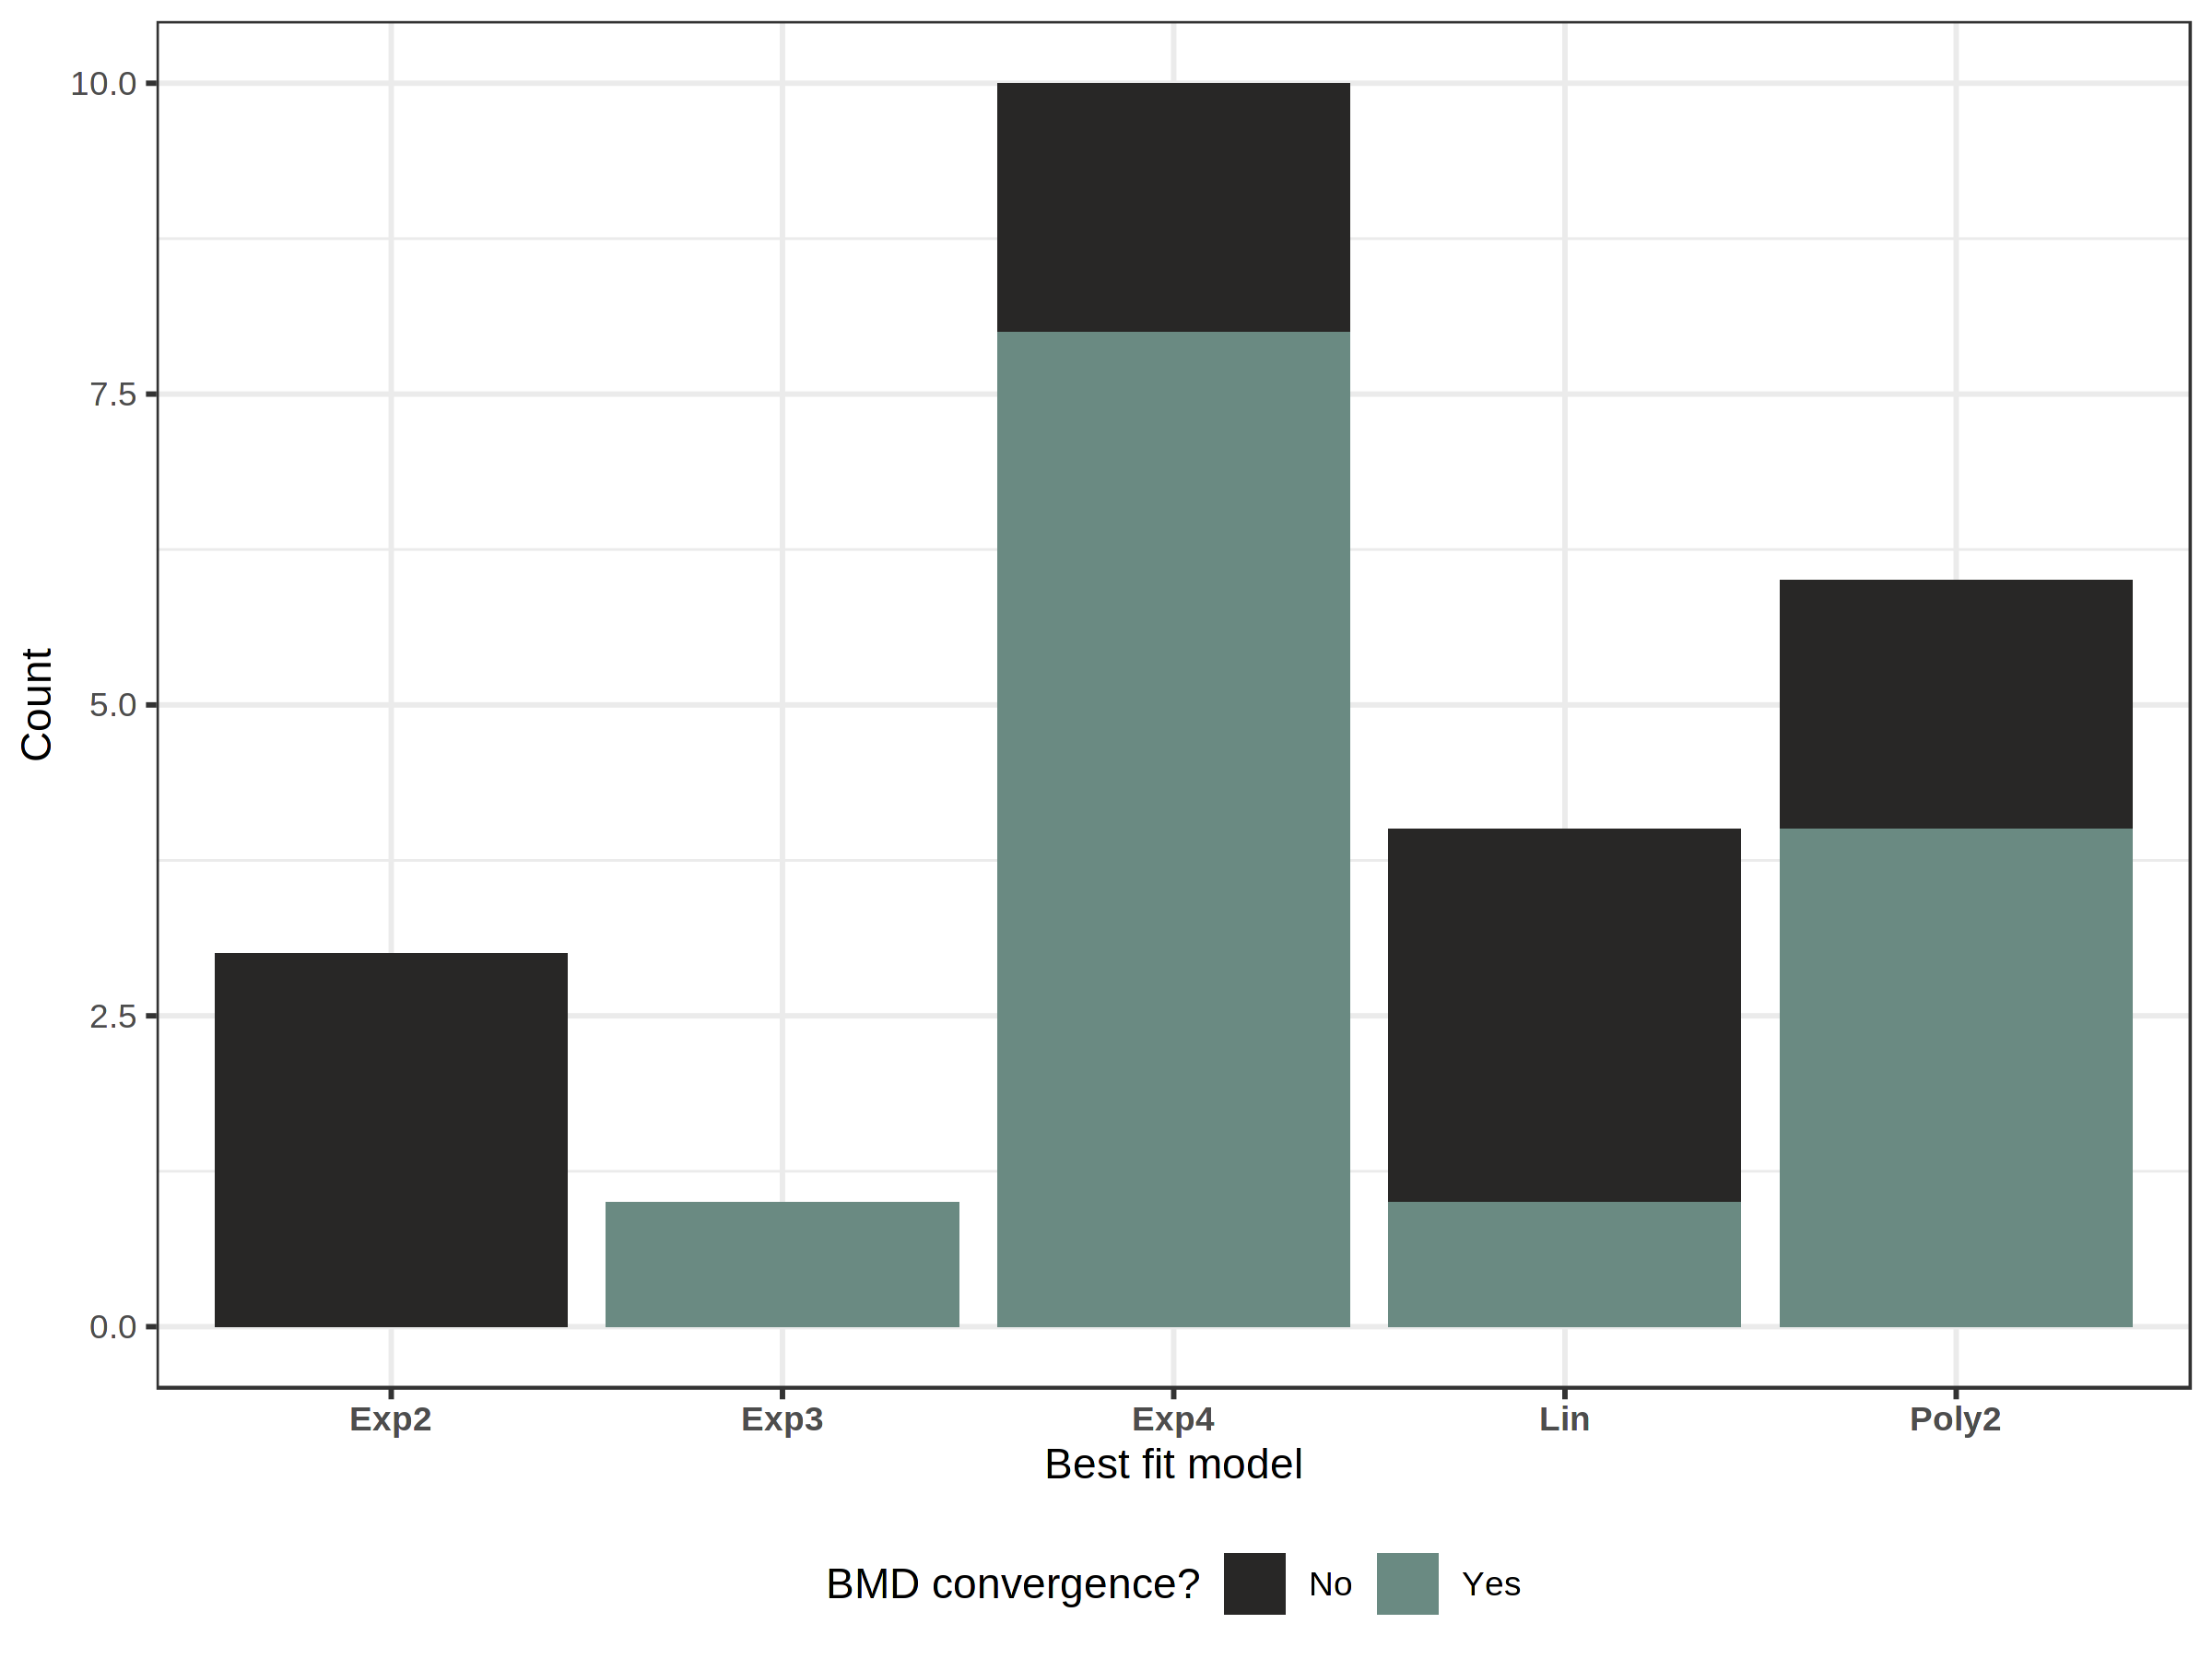 10.0
7.5
5.0
2.5
0.0
Count
Exp2 Exp3 Exp4 Lin Poly2
Best fit model
BMD convergence? No Yes